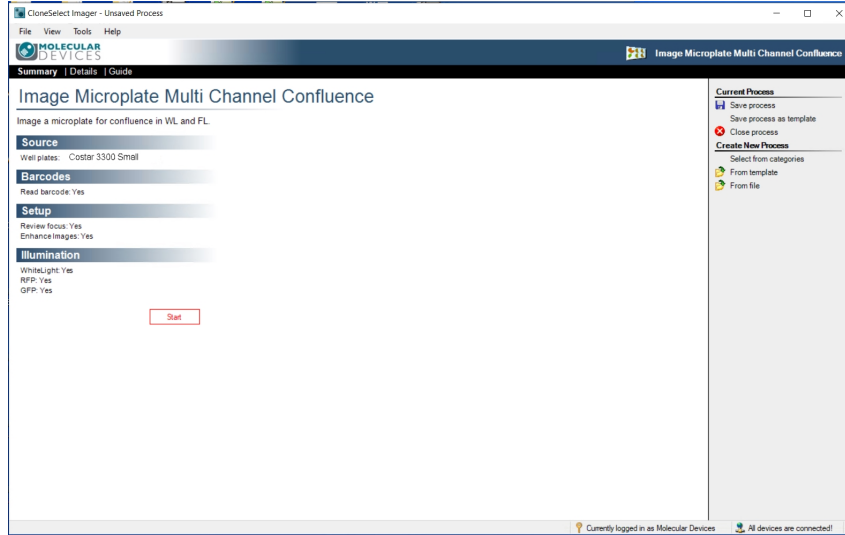 CloneSelect Imager - Unsaved Process
File View Tools Help
MOLECULAR
DEVICES
Image Microplate Multi Channel Confluence
Summary | Details | Guide
Image Microplate Multi Channel Confluence
Image a microplate for confluence in WL and FL.
Source
Well plates: Costar 3300 Small
Barcodes
Read barcode: Yes
Setup
Review focus: Yes
Enhance Images: Yes
Illumination
WhiteLight: Yes
RFP: Yes
GFP: Yes
Start
Current Process
Save process
Save process as template
Close process
Create New Process
Select from categories
From template
From file
Currently logged in as Molecular Devices
All devices are connected!